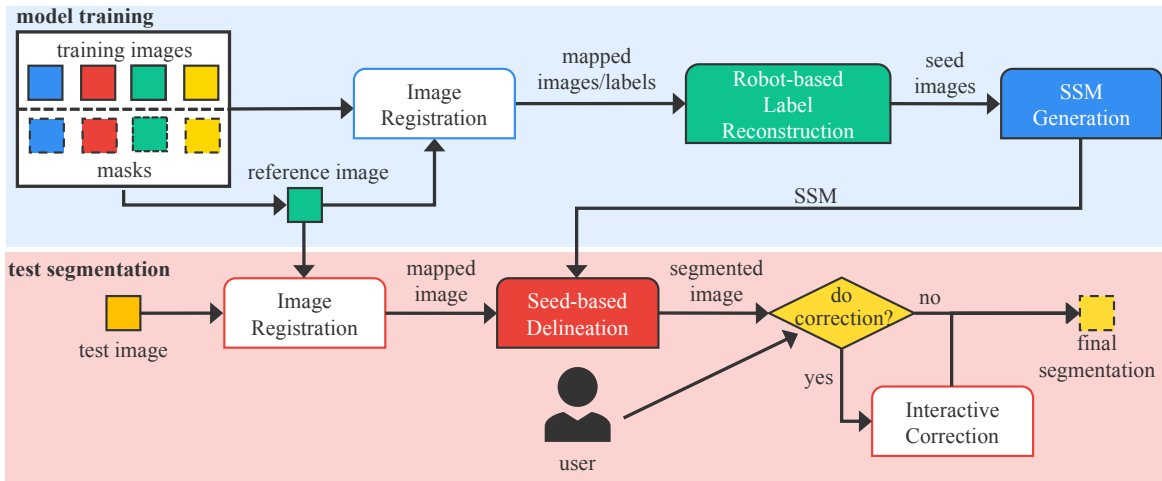 model training
training images
masks
reference image
Image
Registration
mapped
images/labels
Robot-based
Label
Reconstruction
seed
images
SSM
Generation
SSM
test segmentation
test image
Image
Registration
mapped
image
Seed-based
Delineation
segmented
image
do
correction?
no
yes
Interactive
Correction
final
segmentation
user